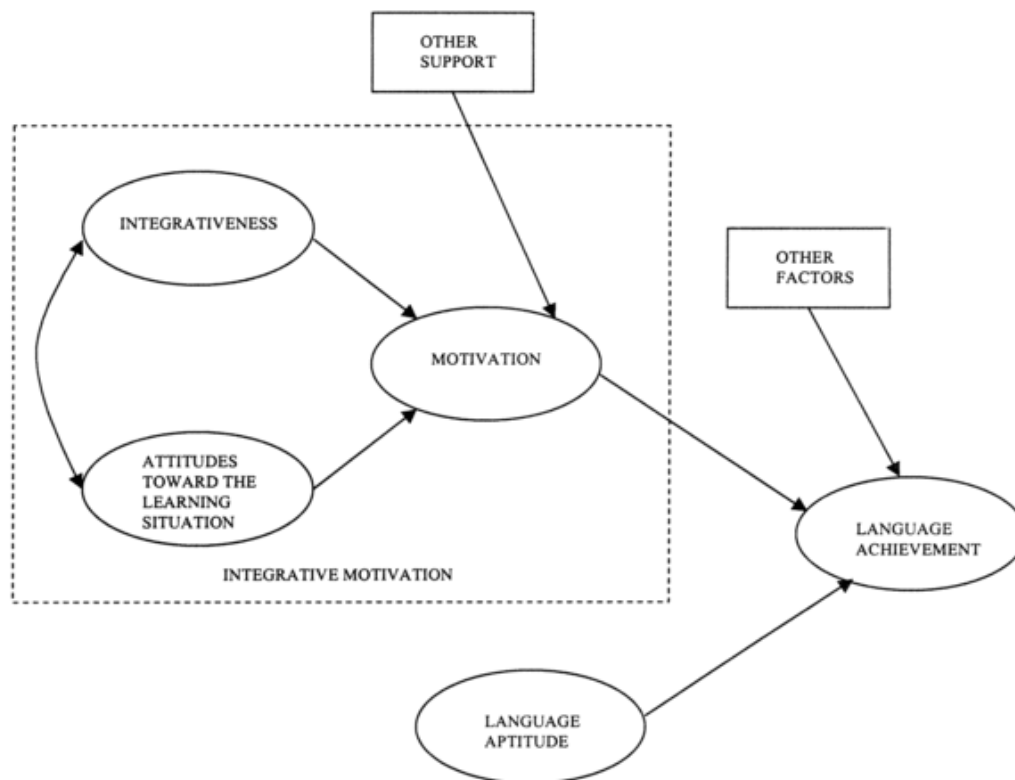 OTHER
SUPPORT
INTEGRATIVENESS
OTHER
FACTORS
MOTIVATION
ATTITUDES
TOWARD THE
LEARNING
SITUATION
LANGUAGE
ACHIEVEMENT
INTEGRATIVE MOTIVATION
LANGUAGE
APTITUDE